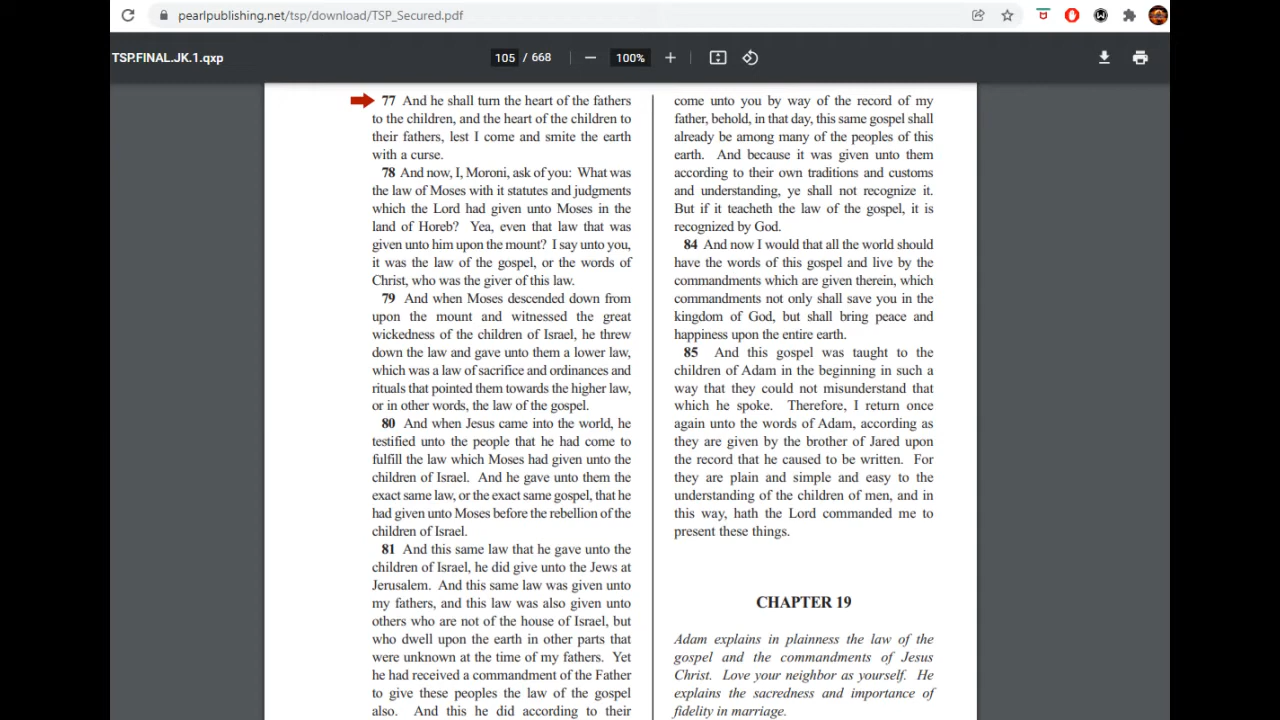 pearlpublishing.net/tsp/download/TSP_Secured.pdf
TSP.FINAL.JK.1.qxp
105 / 668
100%
77 And he shall turn the heart of the fathers
to the children, and the heart of the children to
their fathers, lest I come and smite the earth
with a curse.
78 And now, I, Moroni, ask of you: What was
the law of Moses with it statutes and judgments
which the Lord had given unto Moses in the
land of Horeb? Yea, even that law that was
given unto him upon the mount? I say unto you,
it was the law of the gospel, or the words of
Christ, who was the giver of this law.
79 And when Moses descended down from
upon the mount and witnessed the great
wickedness of the children of Israel, he threw
down the law and gave unto them a lower law,
which was a law of sacrifice and ordinances and
rituals that pointed them towards the higher law,
or in other words, the law of the gospel.
80 And when Jesus came into the world, he
testified unto the people that he had come to
fulfill the law which Moses had given unto the
children of Israel. And he gave unto them the
exact same law, or the exact same gospel, that he
had given unto Moses before the rebellion of the
children of Israel.
81 And this same law that he gave unto the
children of Israel, he did give unto the Jews at
Jerusalem. And this same law was given unto
my fathers, and this law was also given unto
others who are not of the house of Israel, but
who dwell upon the earth in other parts that
were unknown at the time of my fathers. Yet
he had received a commandment of the Father
to give these peoples the law of the gospel
also. And this he did according to their
come unto you by way of the record of my
father, behold, in that day, this same gospel shall
already be among many of the peoples of this
earth. And because it was given unto them
according to their own traditions and customs
and understanding, ye shall not recognize it.
But if it teacheth the law of the gospel, it is
recognized by God.
84 And now I would that all the world should
have the words of this gospel and live by the
commandments which are given therein, which
commandments not only shall save you in the
kingdom of God, but shall bring peace and
happiness upon the entire earth.
85 And this gospel was taught to the
children of Adam in the beginning in such a
way that they could not misunderstand that
which he spoke. Therefore, I return once
again unto the words of Adam, according as
they are given by the brother of Jared upon
the record that he caused to be written. For
they are plain and simple and easy to the
understanding of the children of men, and in
this way, hath the Lord commanded me to
present these things.
CHAPTER 19
Adam explains in plainness the law of the
gospel and the commandments of Jesus
Christ. Love your neighbor as yourself. He
explains the sacredness and importance of
fidelity in marriage.